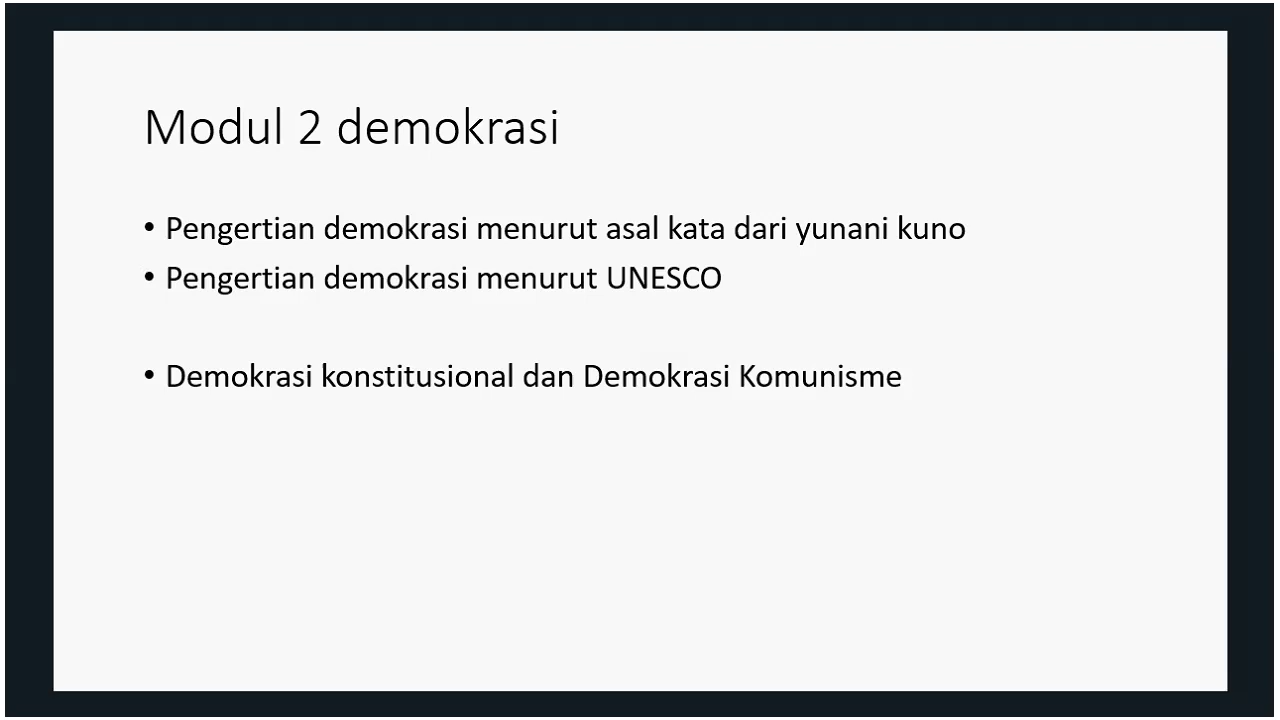 Modul 2 demokrasi
• Pengertian demokrasi menurut asal kata dari yunani kuno
• Pengertian demokrasi menurut UNESCO
• Demokrasi konstitusional dan Demokrasi Komunisme